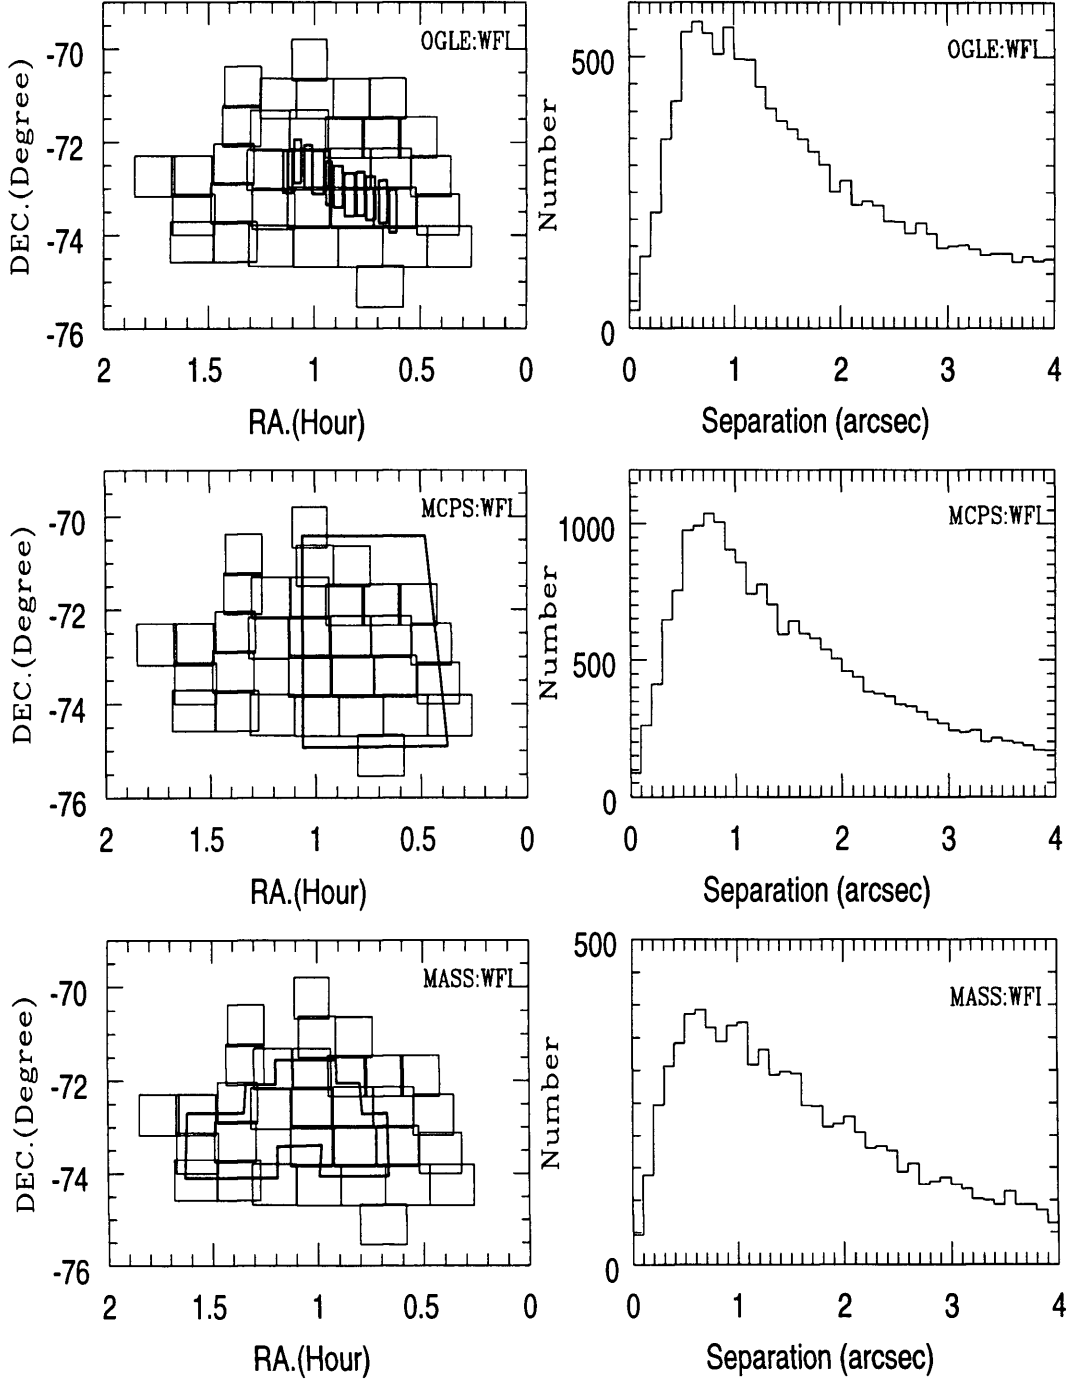 OGLE:WFI
DEC.(Degree)
-70
-72
-74
-76
2 1.5 1 0.5 0
RA.(Hour)
OGLE:WFI
Number
500
0
0 1 2 3 4
Separation (arcsec)
MCPS:WFI
DEC.(Degree)
-70
-72
-74
-76
2 1.5 1 0.5 0
RA.(Hour)
MCPS:WFI
Number
1000
500
0
0 1 2 3 4
Separation (arcsec)
MASS:WFI
DEC.(Degree)
-70
-72
-74
-76
2 1.5 1 0.5 0
RA.(Hour)
MASS:WFI
Number
500
0
0 1 2 3 4
Separation (arcsec)